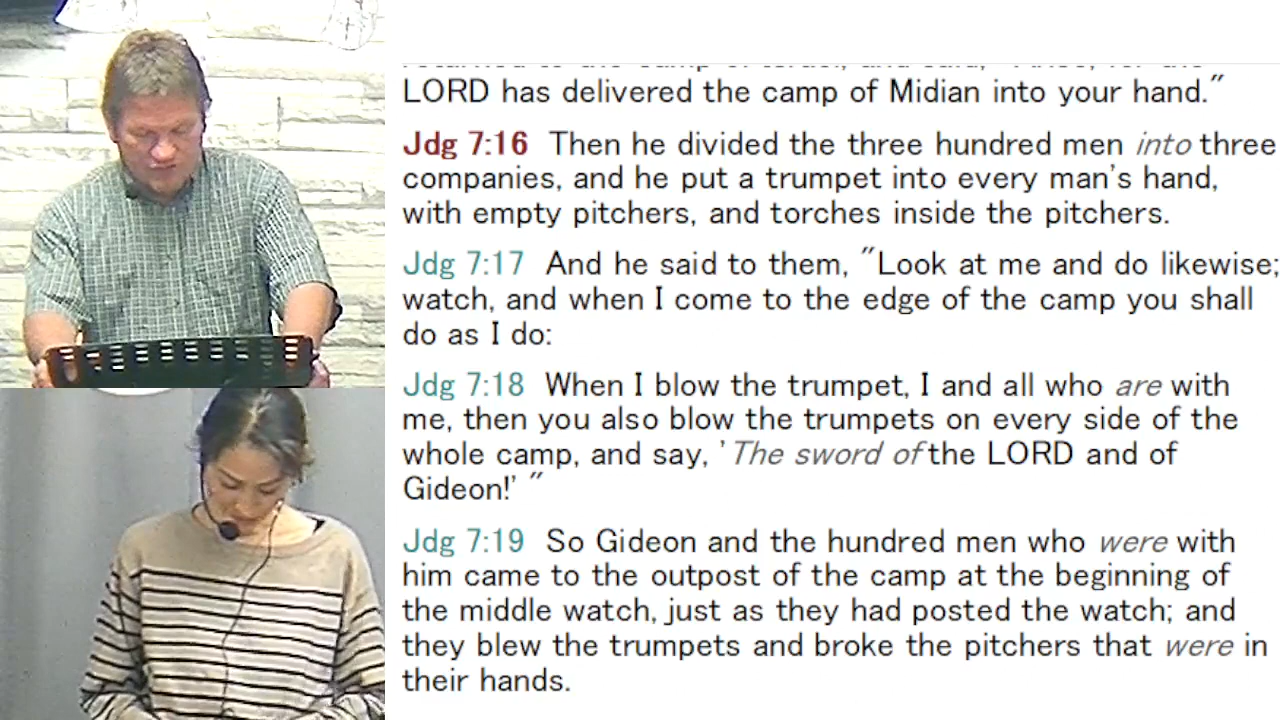 LORD has delivered the camp of Midian into your hand."
Jdg 7:16 Then he divided the three hundred men into three
companies, and he put a trumpet into every man's hand,
with empty pitchers, and torches inside the pitchers.
Jdg 7:17 And he said to them, "Look at me and do likewise;
watch, and when I come to the edge of the camp you shall
do as I do:
Jdg 7:18 When I blow the trumpet, I and all who are with
me, then you also blow the trumpets on every side of the
whole camp, and say, 'The sword of the LORD and of
Gideon!' "
Jdg 7:19 So Gideon and the hundred men who were with
him came to the outpost of the camp at the beginning of
the middle watch, just as they had posted the watch; and
they blew the trumpets and broke the pitchers that were in
their hands.